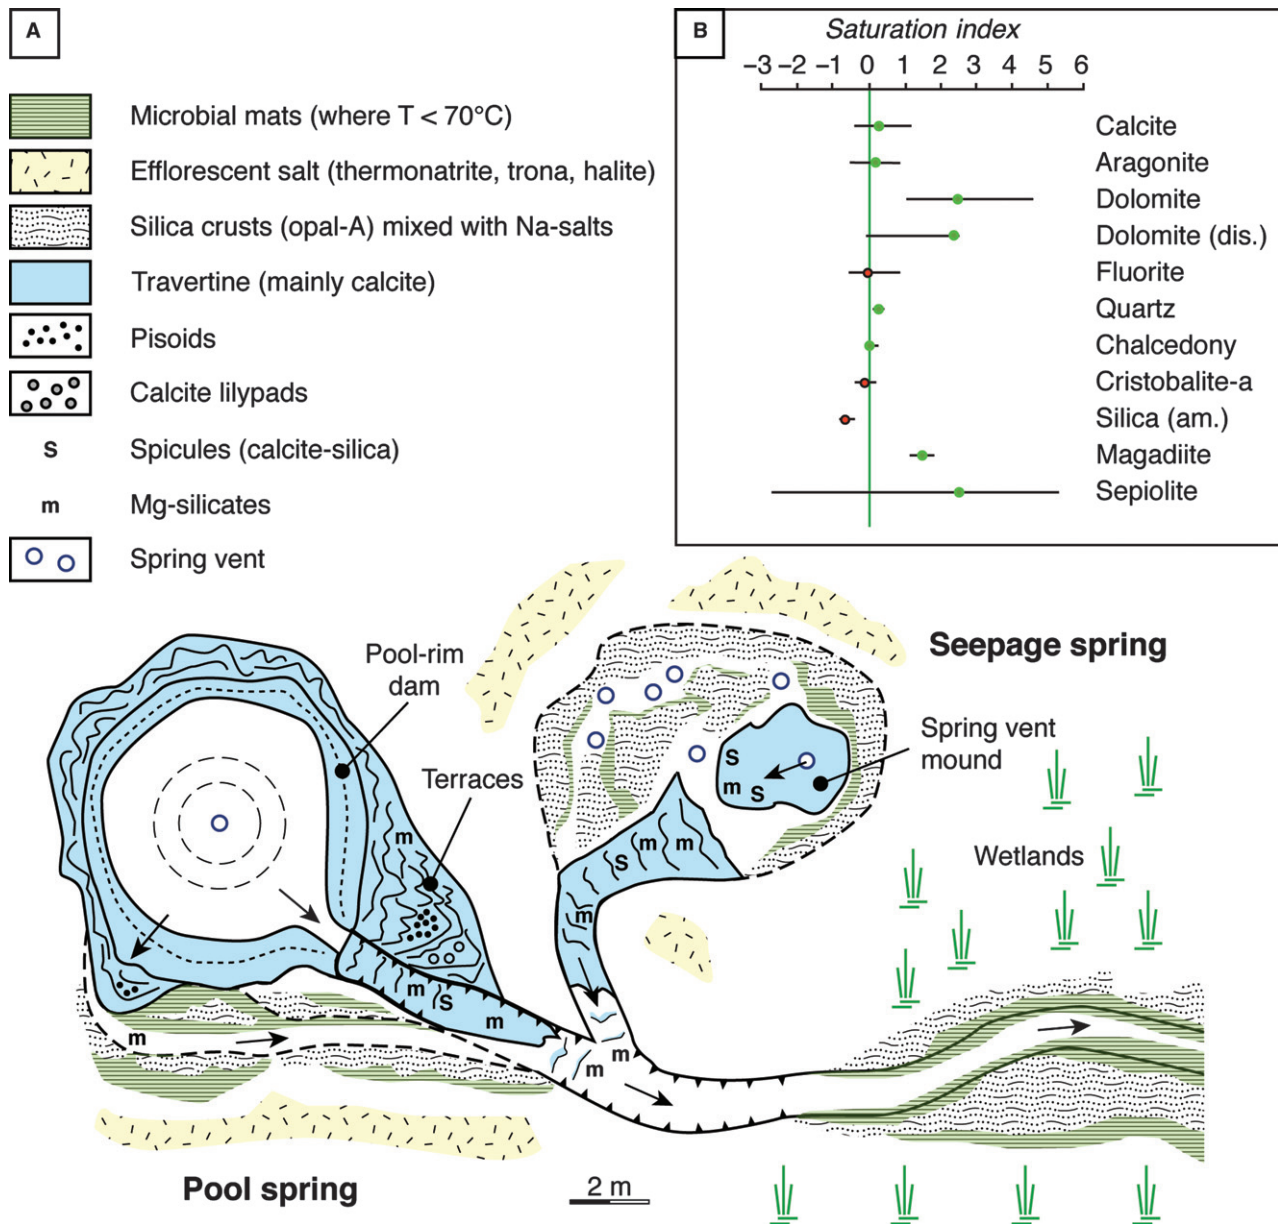 A
Microbial mats (where T < 70°C)
Efflorescent salt (thermonatrite, trona, halite)
Silica crusts (opal-A) mixed with Na-salts
Travertine (mainly calcite)
Pisoids
Calcite lilypads
S Spicules (calcite-silica)
m Mg-silicates
Spring vent
B
Saturation index
−3 −2 −1 0 1 2 3 4 5 6
Calcite
Aragonite
Dolomite
Dolomite (dis.)
Fluorite
Quartz
Chalcedony
Cristobalite-a
Silica (am.)
Magadiite
Sepiolite
Pool-rim
dam
Terraces
m
m
S
m
m
Seepage spring
Spring vent
mound
S
m
S
m
m
S
m
m
Wetlands
Pool spring
2 m